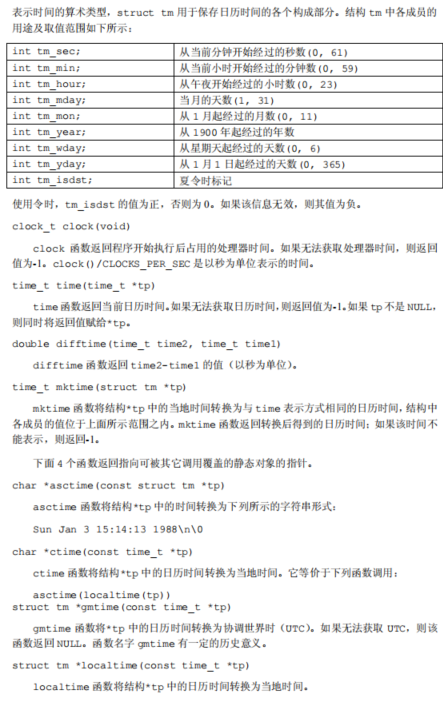 表示时间的算术类型，struct tm 用于保存日历时间的各个构成部分。结构 tm 中各成员的
用途及取值范围如下所示：
int tm_sec; 从当前分钟开始经过的秒数(0, 61)
int tm_min; 从当前小时开始经过的分钟数(0, 59)
int tm_hour; 从午夜开始经过的小时数(0, 23)
int tm_mday; 当月的天数(1, 31)
int tm_mon; 从 1 月起经过的月数(0, 11)
int tm_year; 从 1900 年起经过的年数
int tm_wday; 从星期天起经过的天数(0, 6)
int tm_yday; 从 1 月 1 日起经过的天数(0, 365)
int tm_isdst; 夏令时标记
使用令时，tm_isdst 的值为正，否则为 0。如果该信息无效，则其值为负。
clock_t clock(void)
clock 函数返回程序开始执行后占用的处理器时间。如果无法获取处理器时间，则返回
值为-1。clock()/CLOCKS_PER_SEC 是以秒为单位表示的时间。
time_t time(time_t *tp)
time 函数返回当前日历时间。如果无法获取日历时间，则返回值为-1。如果 tp 不是 NULL，
则同时将返回值赋给*tp。
double difftime(time_t time2, time_t time1)
difftime 函数返回 time2-time1 的值（以秒为单位）。
time_t mktime(struct tm *tp)
mktime 函数将结构*tp 中的当地时间转换为与 time 表示方式相同的日历时间，结构中
各成员的值位于上面所示范围之内。mktime 函数返回转换后得到的日历时间；如果该时间不
能表示，则返回-1。
下面 4 个函数返回指向可被其它调用覆盖的静态对象的指针。
char *asctime(const struct tm *tp)
asctime 函数将结构*tp 中的时间转换为下列所示的字符串形式：
Sun Jan 3 15:14:13 1988\n\0
char *ctime(const time_t *tp)
ctime 函数将结构*tp 中的日历时间转换为当地时间。它等价于下列函数调用：
asctime(localtime(tp))
struct tm *gmtime(const time_t *tp)
gmtime 函数将*tp 中的日历时间转换为协调世界时（UTC）。如果无法获取 UTC，则该
函数返回 NULL。函数名字 gmtime 有一定的历史意义。
struct tm *localtime(const time_t *tp)
localtime 函数将结构*tp 中的日历时间转换为当地时间。